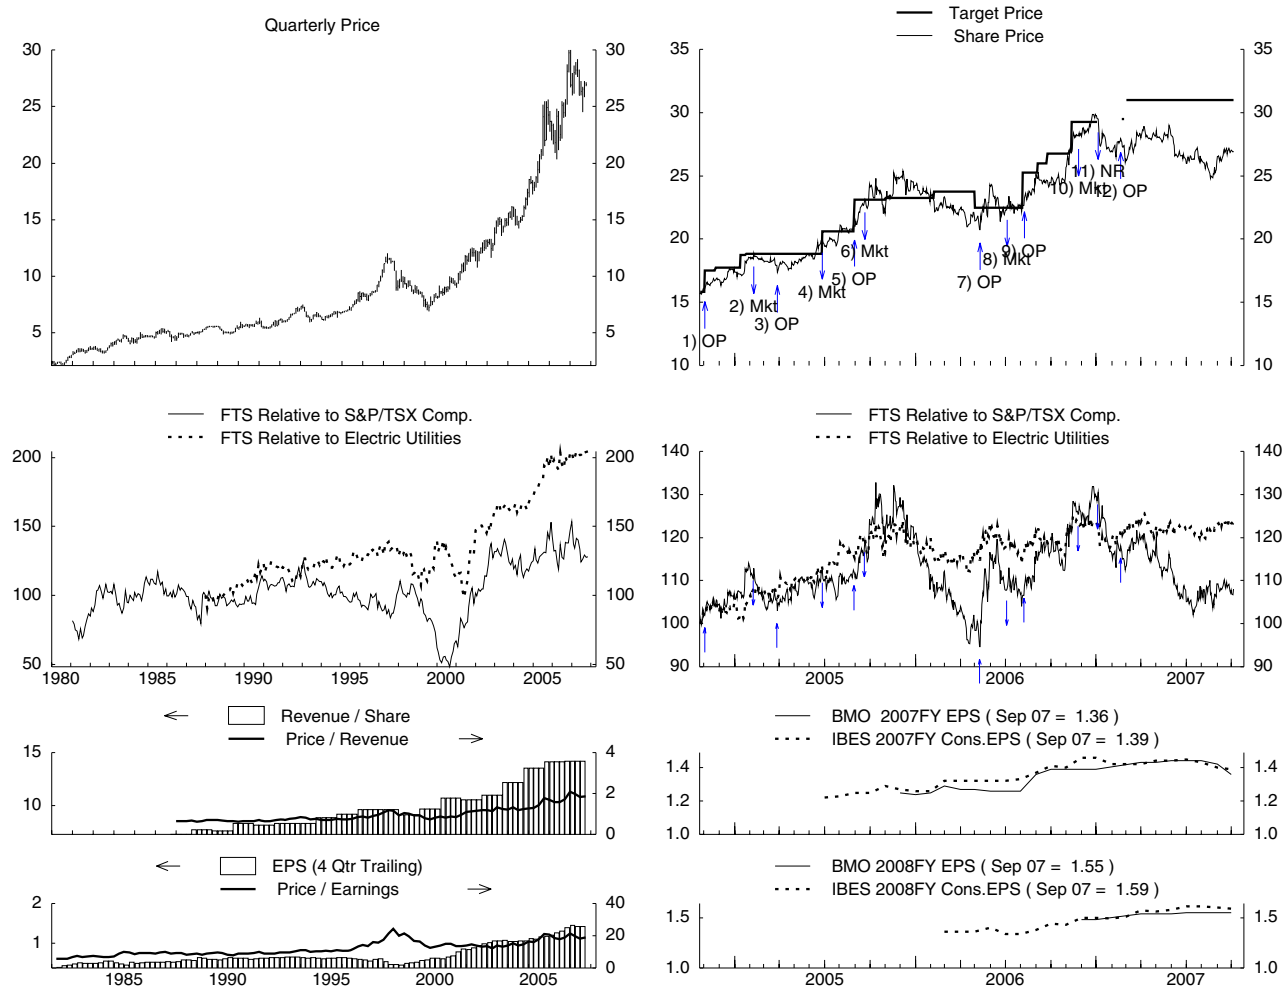 Quarterly Price
30 30
25 25
20 20
15 15
10 10
5 5
Target Price
Share Price
35 35
30 30
25 25
20 20
15 15
10 10
1) OP
2) Mkt
3) OP
4) Mkt
5) OP
6) Mkt
7) OP
8) Mkt
9) OP
10) Mkt
11) NR
12) OP
FTS Relative to S&P/TSX Comp.
FTS Relative to Electric Utilities
200 200
150 150
100 100
50 50
1980 1985 1990 1995 2000 2005
FTS Relative to S&P/TSX Comp.
FTS Relative to Electric Utilities
140 140
130 130
120 120
110 110
100 100
90 90
2005 2006 2007
Revenue / Share
Price / Revenue
15 4
10 2
0
EPS (4 Qtr Trailing)
Price / Earnings
2 40
1 20
0 0
1985 1990 1995 2000 2005
BMO 2007FY EPS ( Sep 07 = 1.36 )
IBES 2007FY Cons.EPS ( Sep 07 = 1.39 )
1.4 1.4
1.2 1.2
1.0 1.0
BMO 2008FY EPS ( Sep 07 = 1.55 )
IBES 2008FY Cons.EPS ( Sep 07 = 1.59 )
1.5 1.5
1.0 1.0
2005 2006 2007